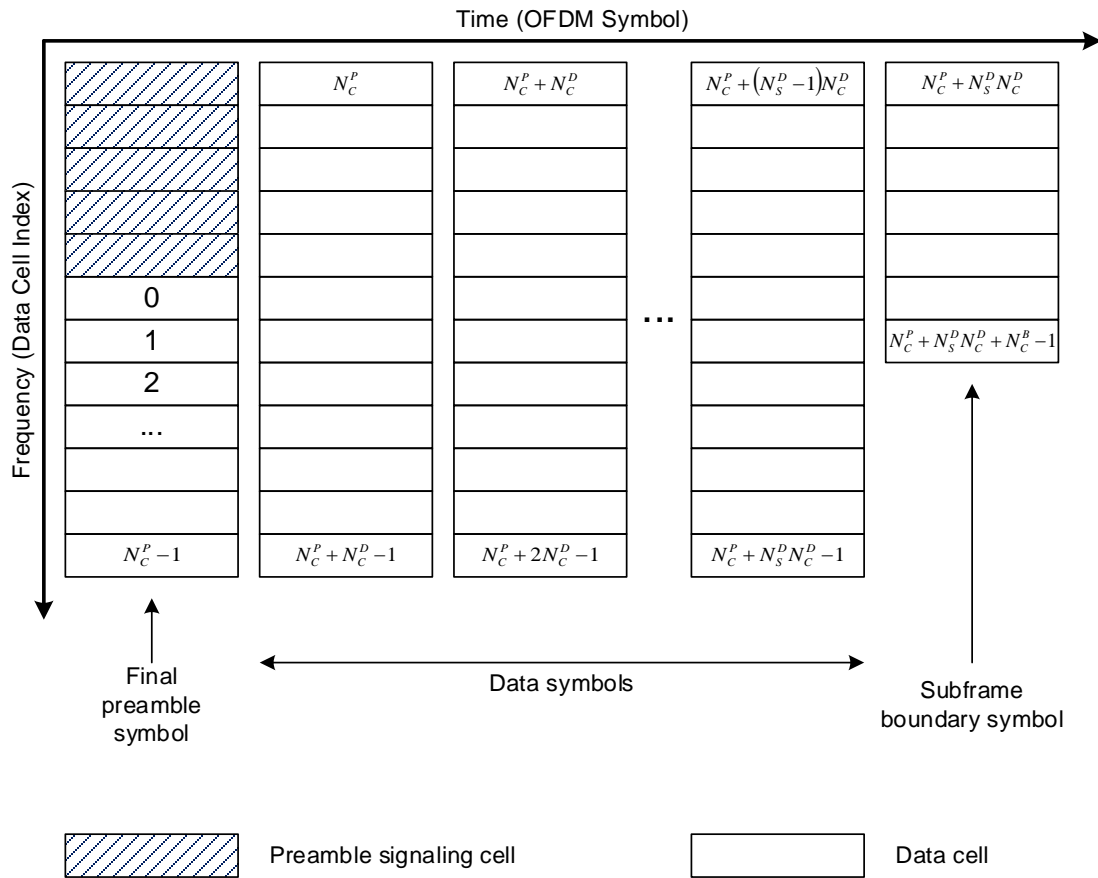 Time (OFDM Symbol)
Frequency (Data Cell Index)
$N_C^P$
$N_C^P + N_C^D$
$N_C^P + (N_S^D - 1)N_C^D$
$N_C^P + N_S^D N_C^D$
0
1
2
...
...
$N_C^P + N_S^D N_C^D + N_C^B - 1$
$N_C^P - 1$
$N_C^P + N_C^D - 1$
$N_C^P + 2N_C^D - 1$
$N_C^P + N_S^D N_C^D - 1$
Final
preamble
symbol
Data symbols
Subframe
boundary symbol
Preamble signaling cell
Data cell